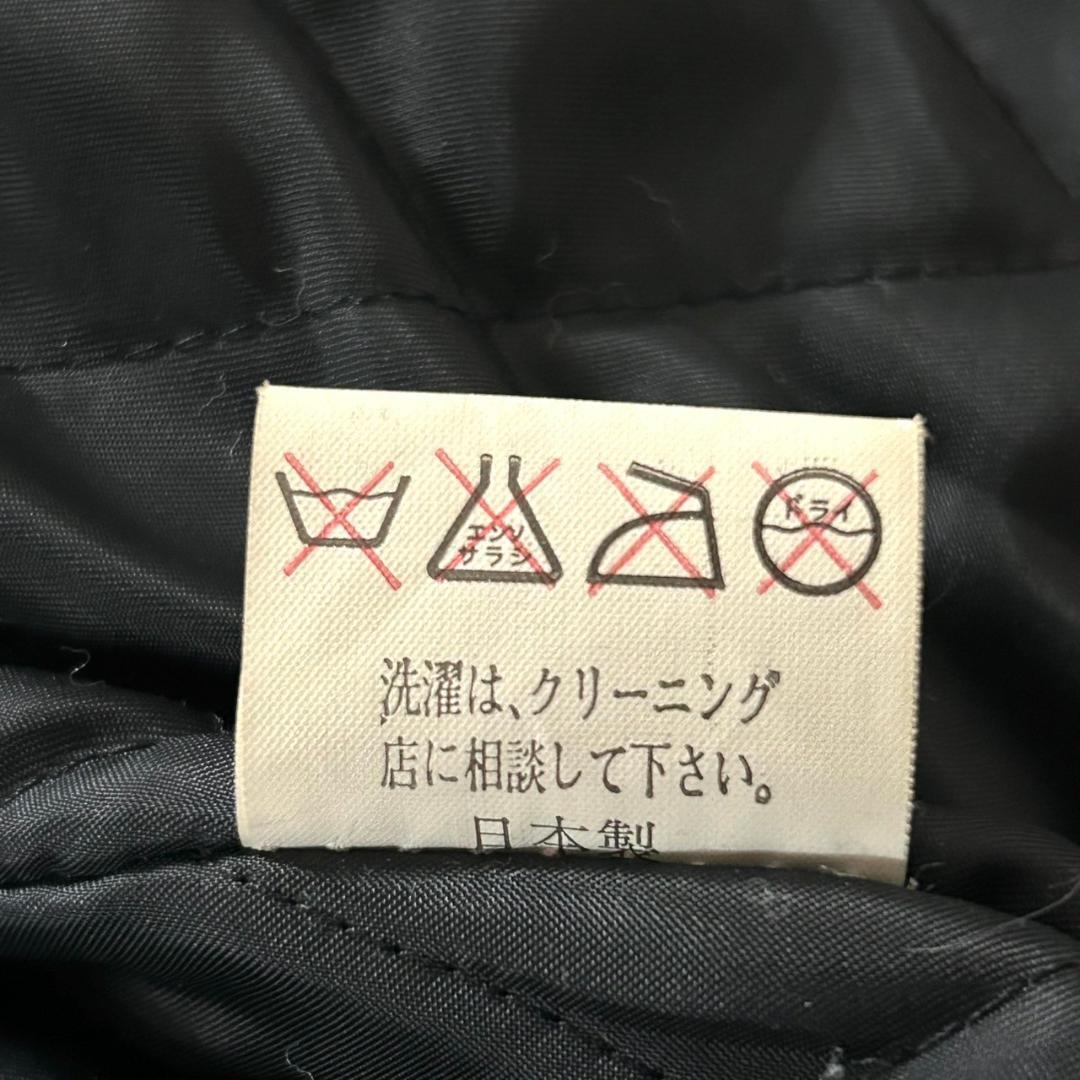 エンソ
サラシ
ドライ
洗濯は、クリーニング
店に相談して下さい。
日本製